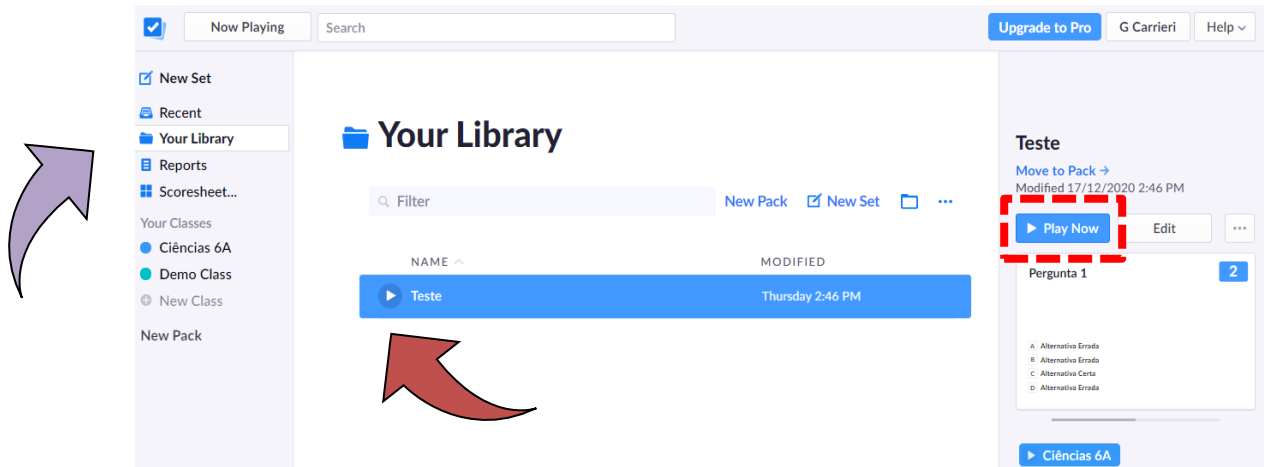 Now Playing
Search
Upgrade to Pro
G Carrieri
Help
New Set
Recent
Your Library
Reports
Scoresheet...
Your Classes
Ciências 6A
Demo Class
New Class
New Pack
Your Library
Filter
New Pack
New Set
...
NAME
MODIFIED
Teste
Thursday 2:46 PM
Teste
Move to Pack →
Modified 17/12/2020 2:46 PM
Play Now
Edit
...
Pergunta 1
2
A Alternativa Errada
B Alternativa Errada
C Alternativa Certa
D Alternativa Errada
Ciências 6A